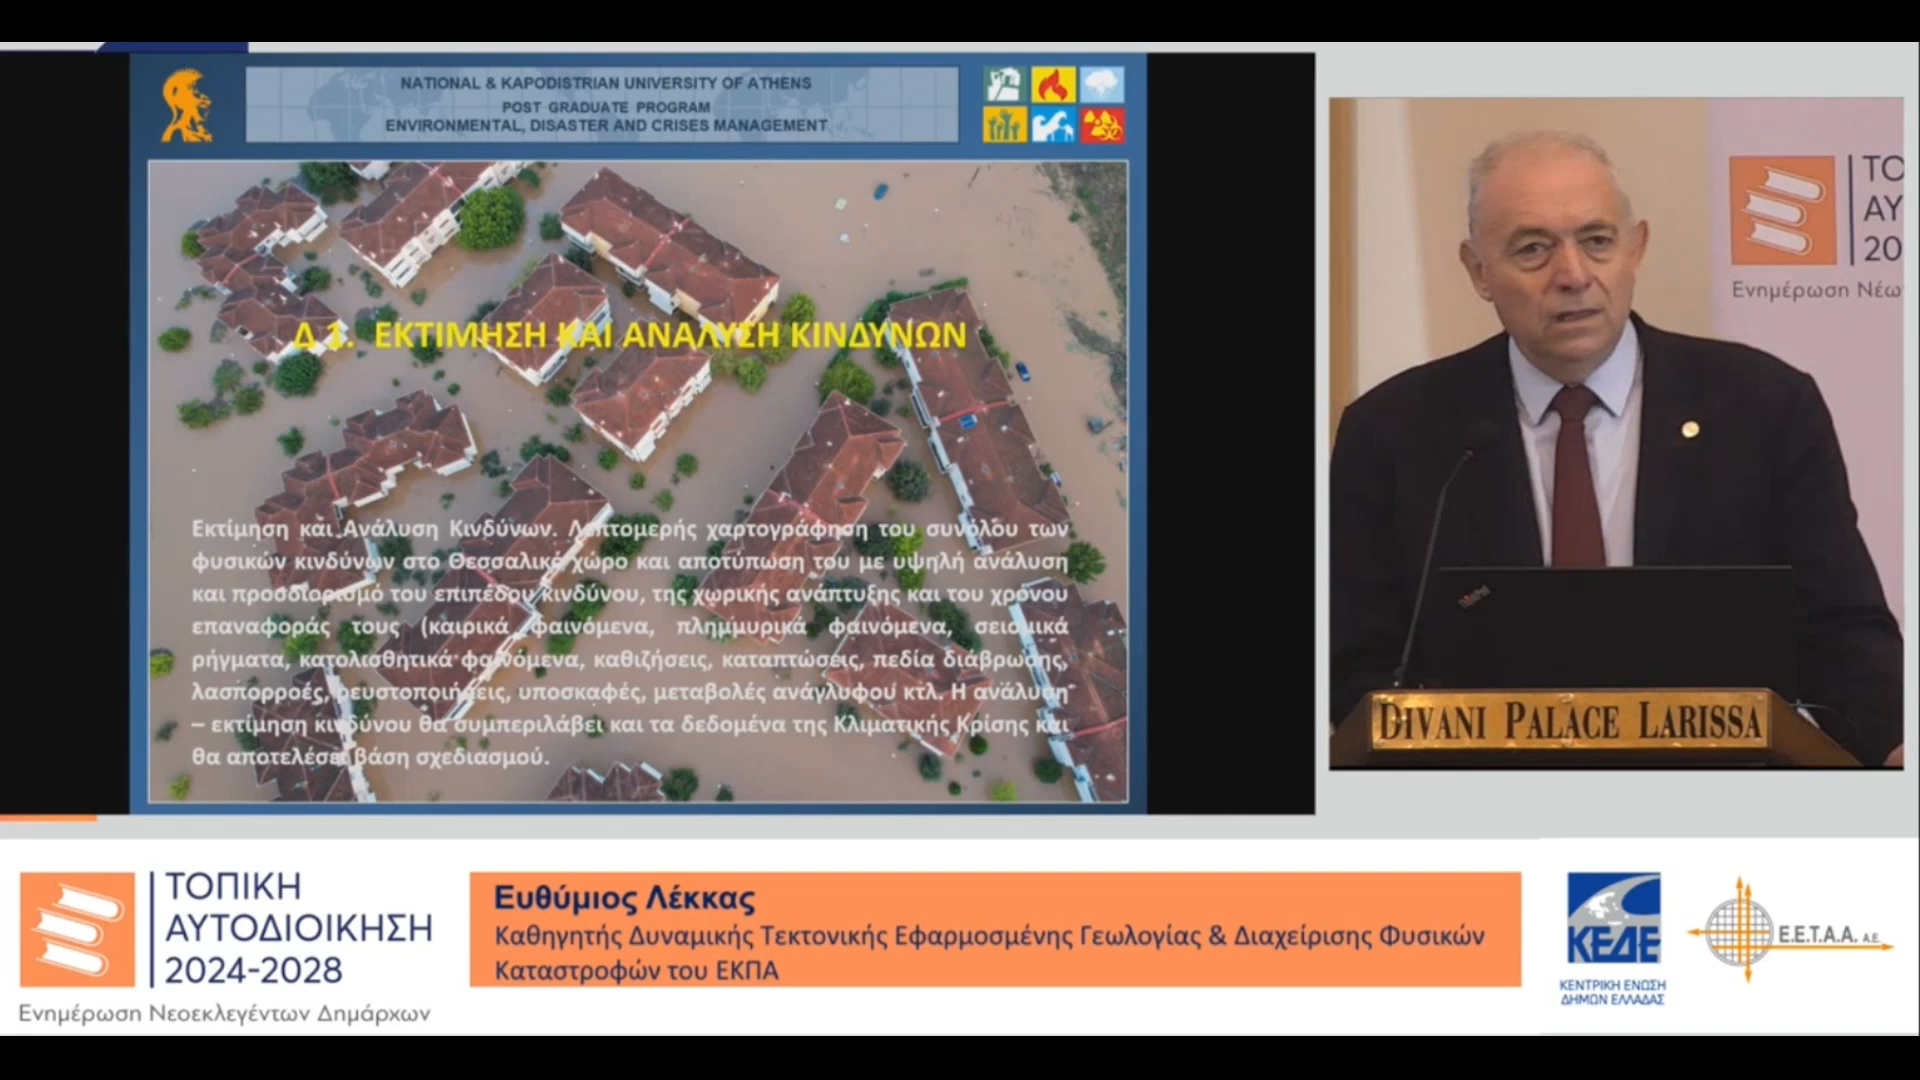 NATIONAL & KAPODISTRIAN UNIVERSITY OF ATHENS
POST GRADUATE PROGRAM
ENVIRONMENTAL, DISASTER AND CRISES MANAGEMENT
Δ 1. ΕΚΤΙΜΗΣΗ ΚΑΙ ΑΝΑΛΥΣΗ ΚΙΝΔΥΝΩΝ
Εκτίμηση και Ανάλυση Κινδύνων. Λεπτομερής χαρτογράφηση του συνόλου των
φυσικών κινδύνων στο Θεσσαλικό χώρο και αποτύπωση του με υψηλή ανάλυση
και προσδιορισμό του επιπέδου κινδύνου, της χωρικής ανάπτυξης και του χρόνου
επαναφοράς τους (καιρικά φαινόμενα, πλημμυρικά φαινόμενα, σεισμικά
ρήγματα, κατολισθητικά φαινόμενα, καθιζήσεις, καταπτώσεις, πεδία διάβρωσης,
λασπορροές, ρευστοποιήσεις, υποσκαφές, μεταβολές ανάγλυφου κτλ. Η ανάλυση
– εκτίμηση κινδύνου θα συμπεριλάβει και τα δεδομένα της Κλιματικής Κρίσης και
θα αποτελέσει βάση σχεδιασμού.
ΤΟ
ΑΥ
20
Ενημέρωση Νέω
ThinkPad
DIVANI PALACE LARISSA
ΤΟΠΙΚΗ
ΑΥΤΟΔΙΟΙΚΗΣΗ
2024-2028
Ενημέρωση Νεοεκλεγέντων Δημάρχων
Ευθύμιος Λέκκας
Καθηγητής Δυναμικής Τεκτονικής Εφαρμοσμένης Γεωλογίας & Διαχείρισης Φυσικών
Καταστροφών του ΕΚΠΑ
ΚΕΔΕ
ΚΕΝΤΡΙΚΗ ΕΝΩΣΗ
ΔΗΜΩΝ ΕΛΛΑΔΑΣ
Ε.Ε.Τ.Α.Α. Α.Ε.